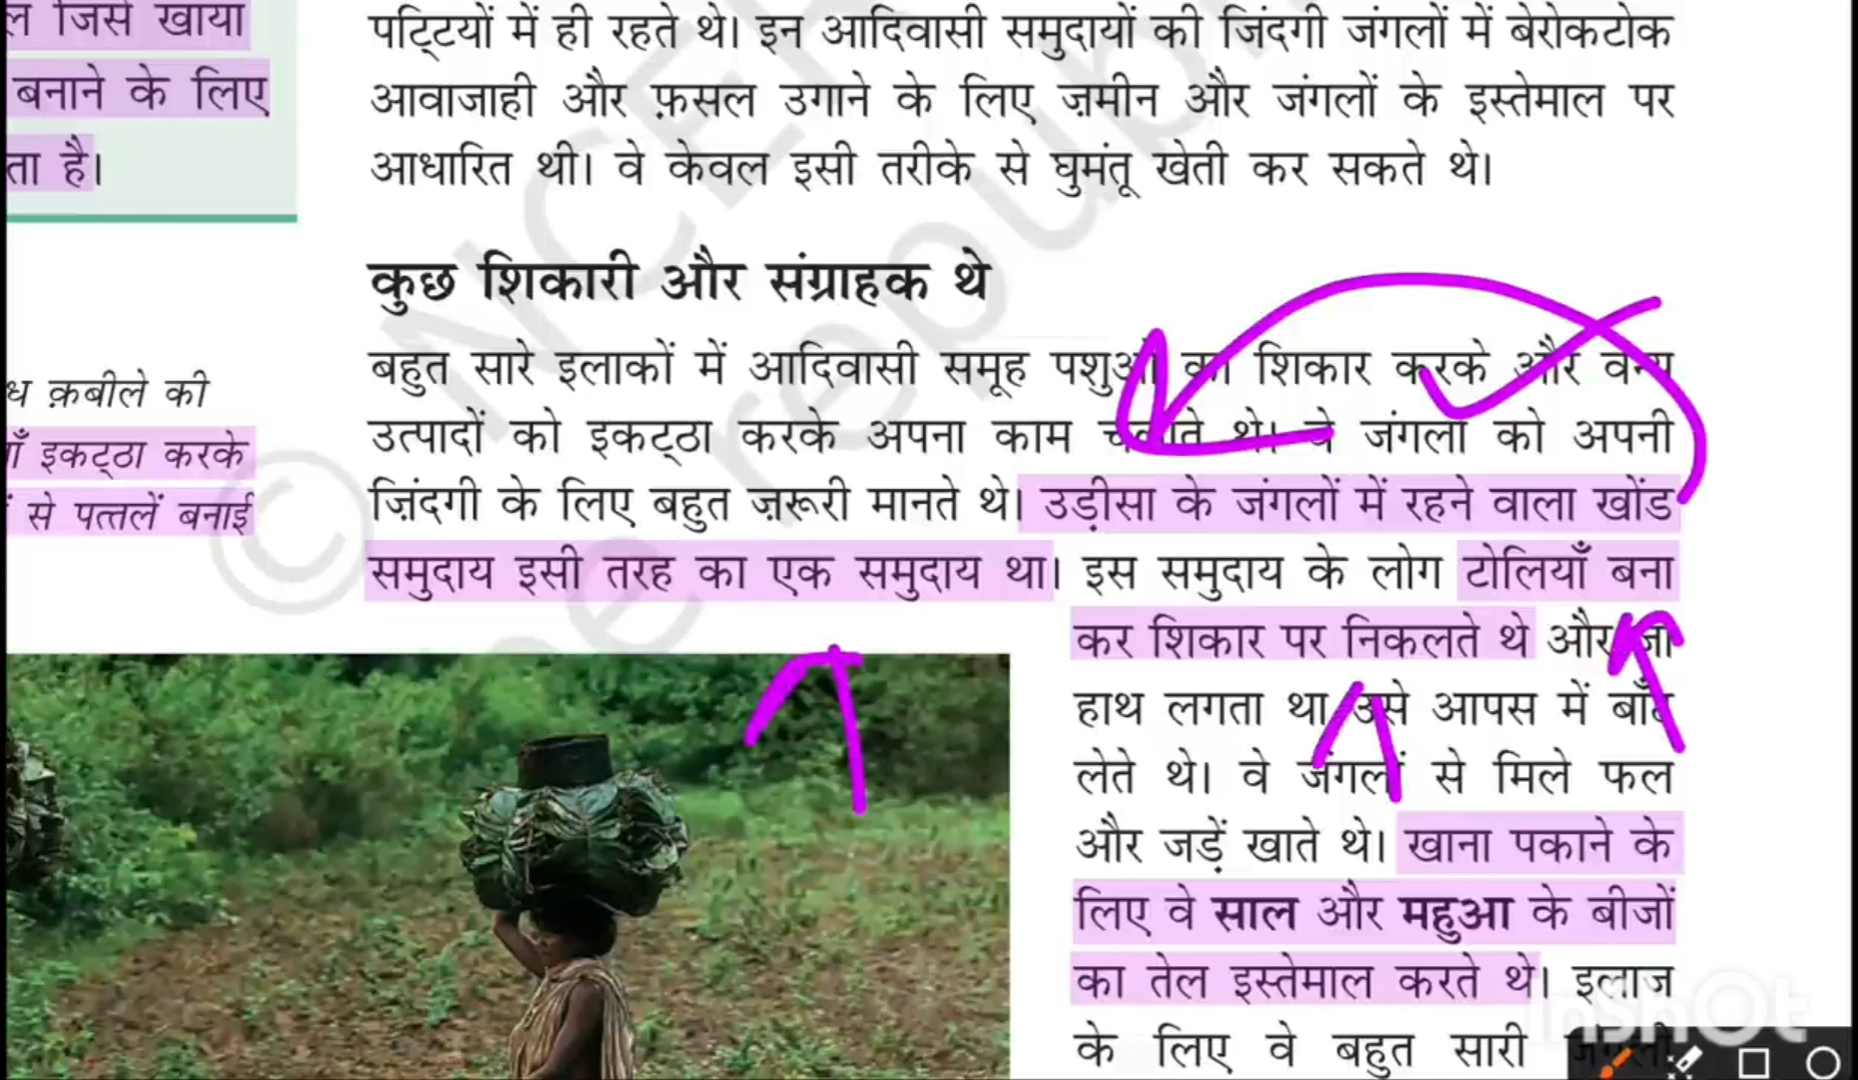 ल जिसे खाया
बनाने के लिए
ता है।
पट्टियों में ही रहते थे। इन आदिवासी समुदायों की ज़िंदगी जंगलों में बेरोकटोक
आवाजाही और फ़सल उगाने के लिए ज़मीन और जंगलों के इस्तेमाल पर
आधारित थी। वे केवल इसी तरीके से घुमंतू खेती कर सकते थे।
कुछ शिकारी और संग्राहक थे
बहुत सारे इलाकों में आदिवासी समूह पशुओं का शिकार करके और वन्य
उत्पादों को इकट्ठा करके अपना काम चलाते थे। वे जंगलों को अपनी
ज़िंदगी के लिए बहुत ज़रूरी मानते थे। उड़ीसा के जंगलों में रहने वाला खोंड
समुदाय इसी तरह का एक समुदाय था। इस समुदाय के लोग टोलियाँ बना
कर शिकार पर निकलते थे और जो
हाथ लगता था उसे आपस में बाँट
लेते थे। वे जंगलों से मिले फल
और जड़ें खाते थे। खाना पकाने के
लिए वे साल और महुआ के बीजों
का तेल इस्तेमाल करते थे। इलाज
के लिए वे बहुत सारी जंगली
ध क़बीले की
ाँ इकट्ठा करके
ं से पत्तलें बनाई
© NCER
e republ
InShOt